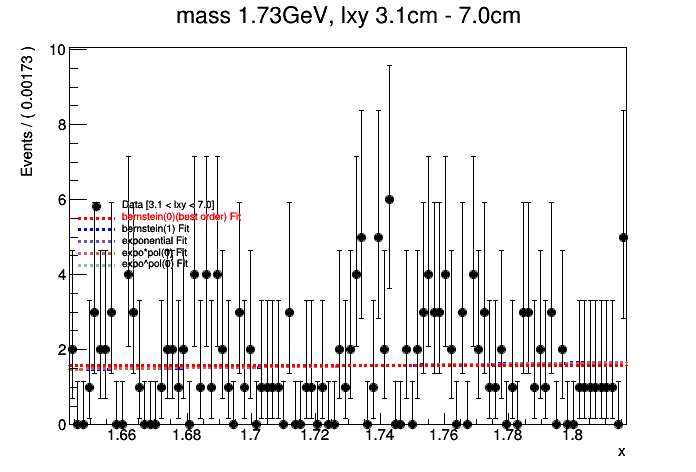 mass 1.73GeV, lxy 3.1cm - 7.0cm
Events / ( 0.00173 )
10
8
6
4
2
0
Data [3.1 < lxy < 7.0]
bernstein(0)(best order) Fit
bernstein(1) Fit
exponential Fit
expo*pol(0) Fit
expo^pol(0) Fit
1.66 1.68 1.7 1.72 1.74 1.76 1.78 1.8
x